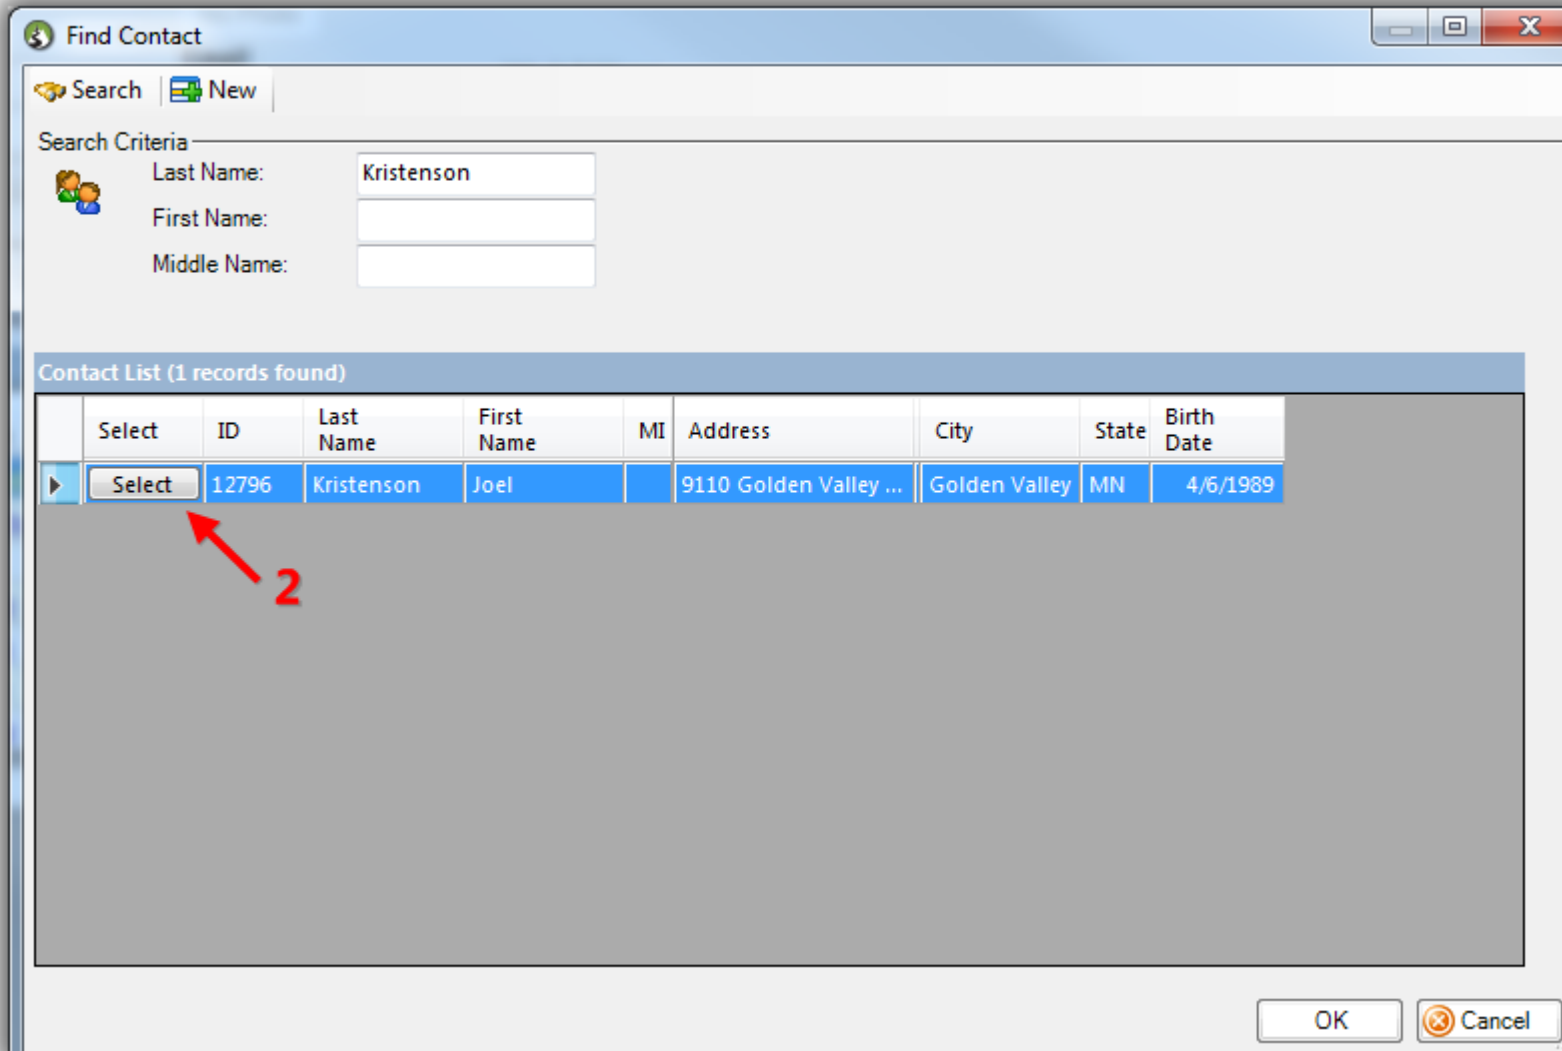 Find Contact
Search New
Search Criteria
Last Name: Kristenson
First Name:
Middle Name:
Contact List (1 records found)
Select ID Last Name First Name MI Address City State Birth Date
Select 12796 Kristenson Joel 9110 Golden Valley ... Golden Valley MN 4/6/1989
2
OK Cancel